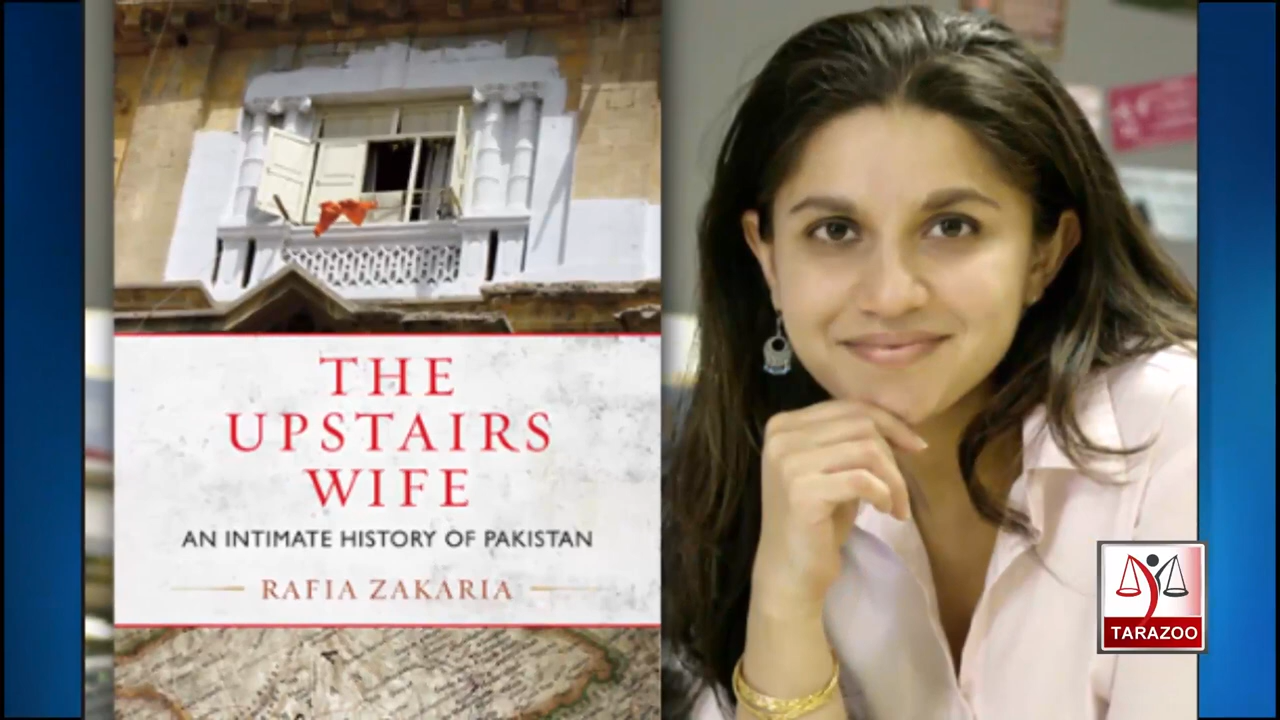 THE
UPSTAIRS
WIFE
AN INTIMATE HISTORY OF PAKISTAN
RAFIA ZAKARIA
TARAZOO